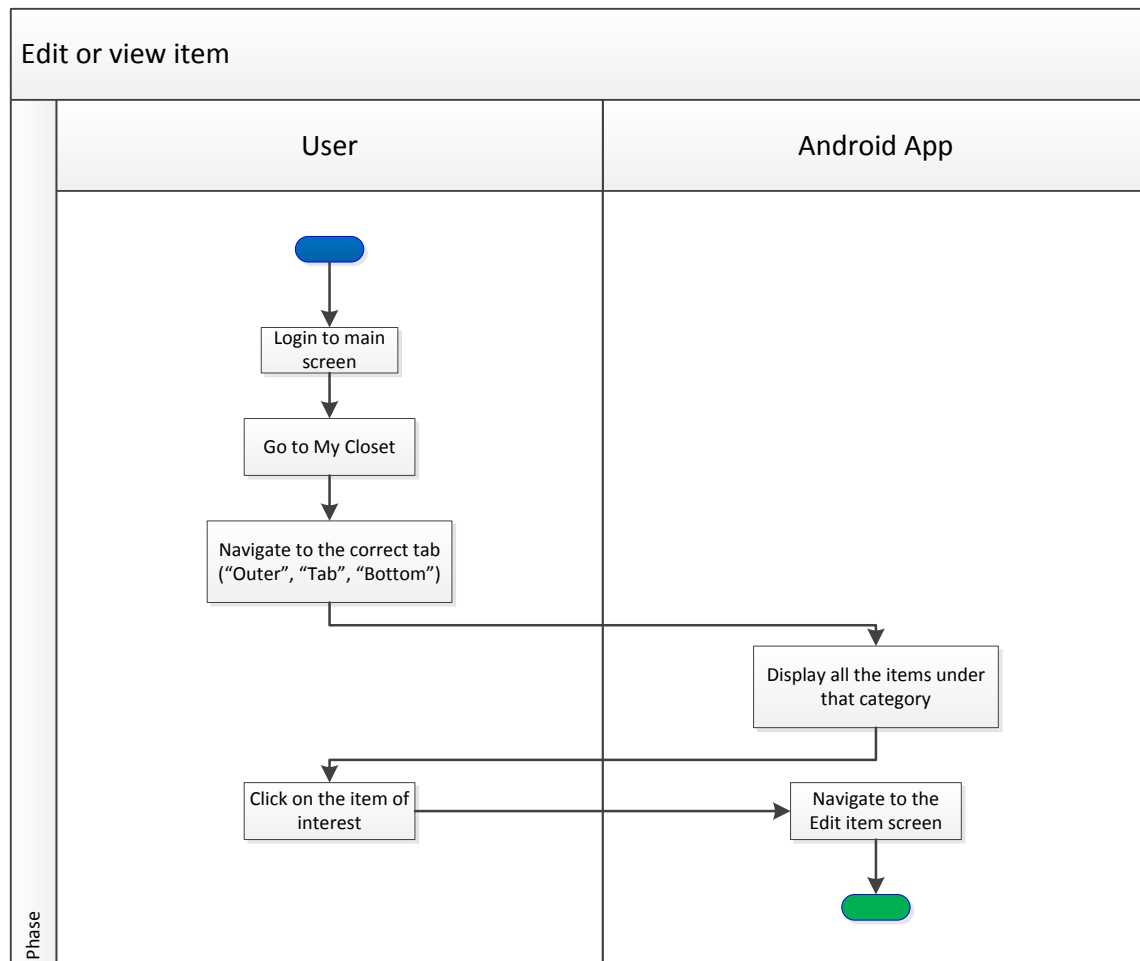 Edit or view item
User
Android App
Login to main
screen
Go to My Closet
Navigate to the correct tab
(“Outer”, “Tab”, “Bottom”)
Display all the items under
that category
Click on the item of
interest
Navigate to the
Edit item screen
Phase